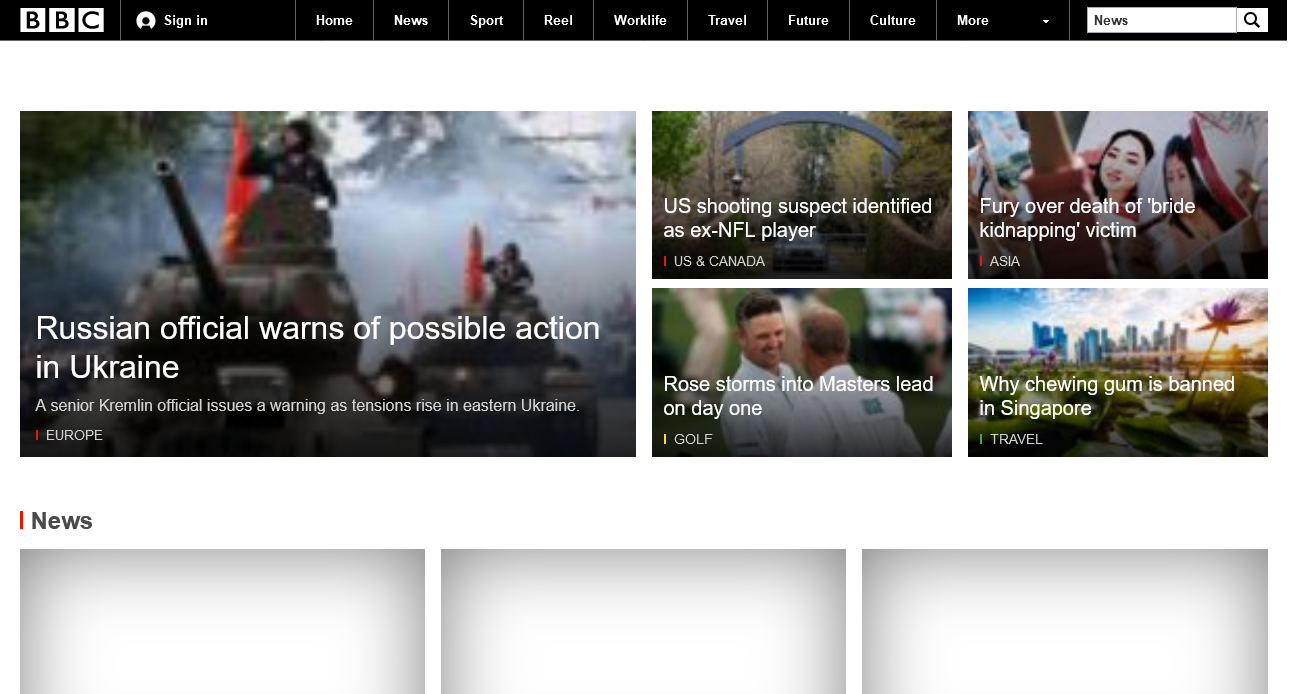 BBC
Sign in
Home
News
Sport
Reel
Worklife
Travel
Future
Culture
More
News
Russian official warns of possible action
in Ukraine
A senior Kremlin official issues a warning as tensions rise in eastern Ukraine.
EUROPE
US shooting suspect identified
as ex-NFL player
US & CANADA
Fury over death of 'bride
kidnapping' victim
ASIA
Rose storms into Masters lead
on day one
GOLF
Why chewing gum is banned
in Singapore
TRAVEL
News